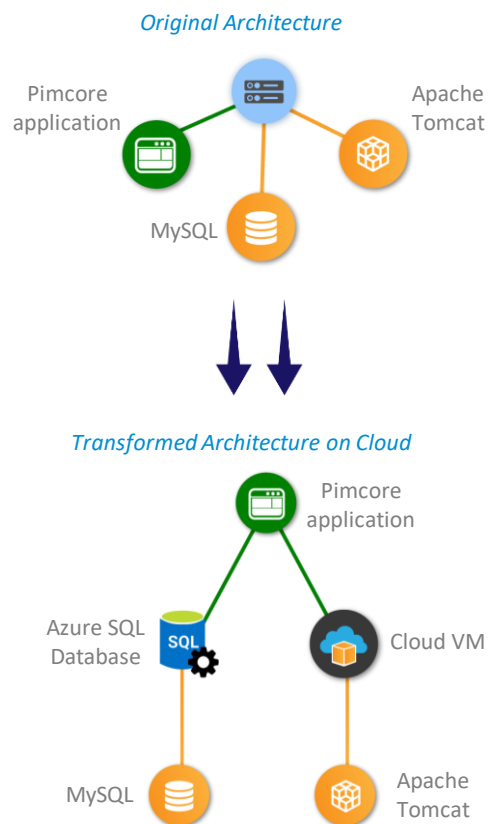 Original Architecture
Pimcore
application
Apache
Tomcat
MySQL
Transformed Architecture on Cloud
Pimcore
application
Azure SQL
Database
SQL
Cloud VM
MySQL
Apache
Tomcat